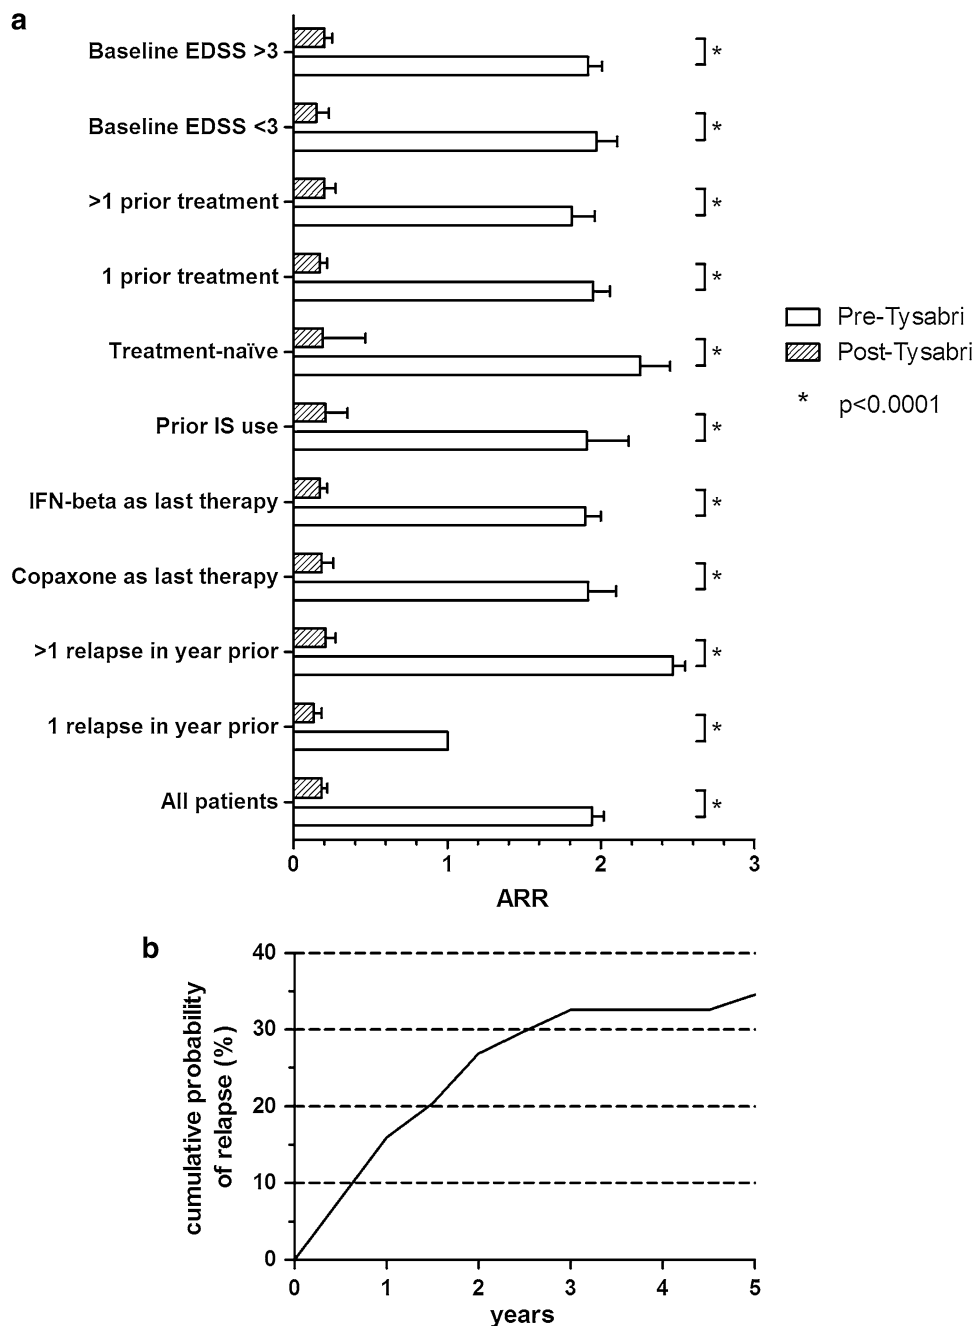 a
Baseline EDSS >3
*
Baseline EDSS <3
*
>1 prior treatment
*
1 prior treatment
*
Treatment-naïve
*
Prior IS use
*
IFN-beta as last therapy
*
Copaxone as last therapy
*
>1 relapse in year prior
*
1 relapse in year prior
*
All patients
*
0 1 2 3
ARR
Pre-Tysabri
Post-Tysabri
* p<0.0001
b
cumulative probability
of relapse (%)
40
30
20
10
0
0 1 2 3 4 5
years